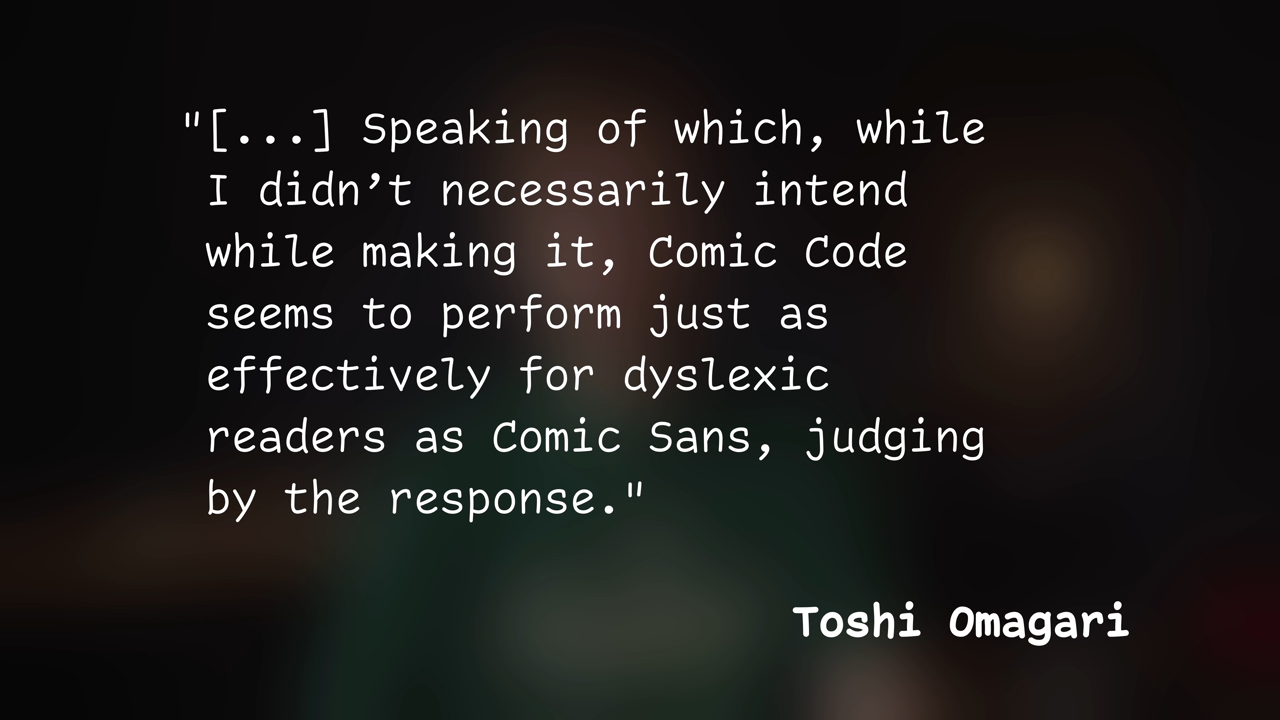 "[...] Speaking of which, while
I didn’t necessarily intend
while making it, Comic Code
seems to perform just as
effectively for dyslexic
readers as Comic Sans, judging
by the response."
Toshi Omagari